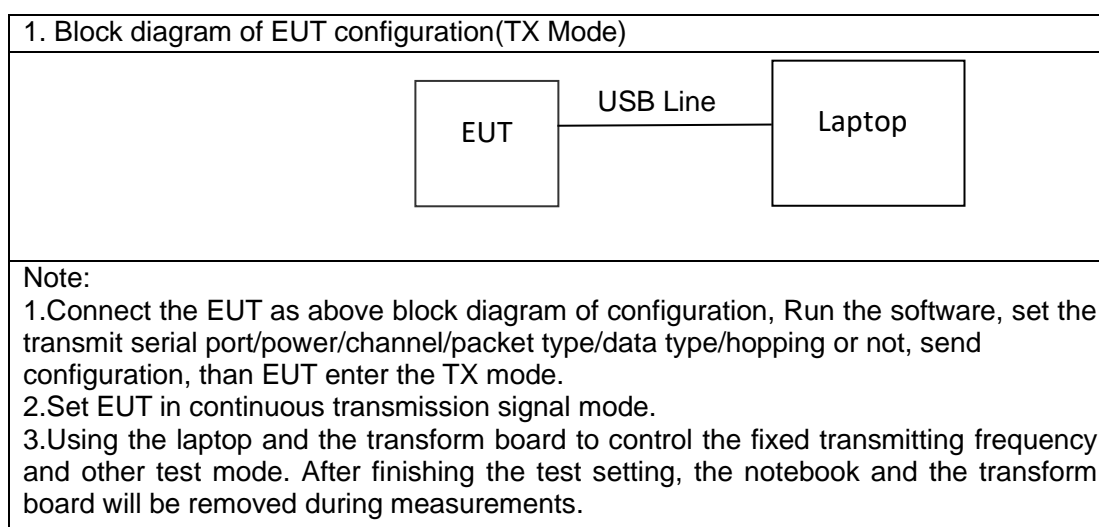 1. Block diagram of EUT configuration(TX Mode)
EUT
USB Line
Laptop
Note:
1.Connect the EUT as above block diagram of configuration, Run the software, set the
transmit serial port/power/channel/packet type/data type/hopping or not, send
configuration, than EUT enter the TX mode.
2.Set EUT in continuous transmission signal mode.
3.Using the laptop and the transform board to control the fixed transmitting frequency
and other test mode. After finishing the test setting, the notebook and the transform
board will be removed during measurements.